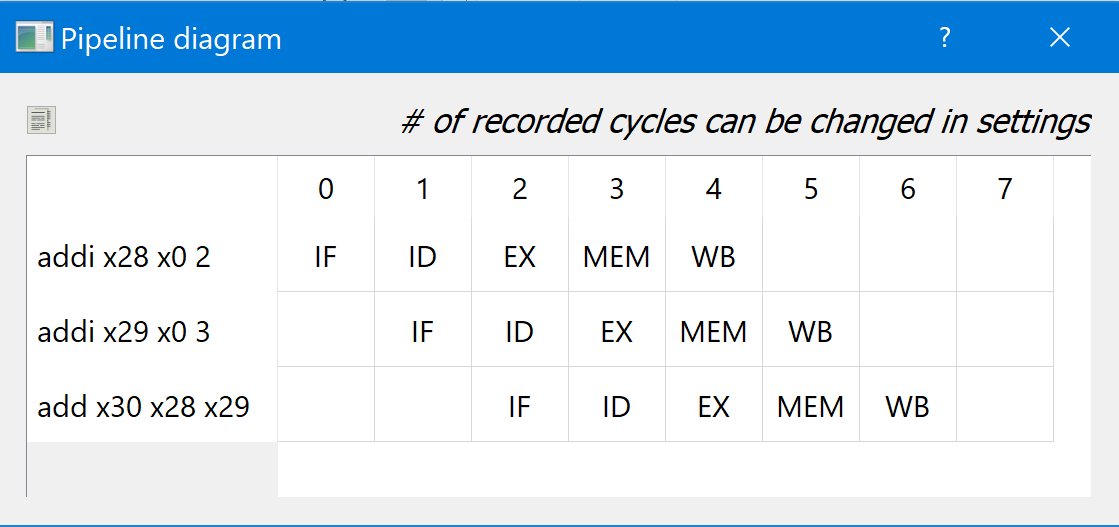 Pipeline diagram ?
# of recorded cycles can be changed in settings
0 1 2 3 4 5 6 7
addi x28 x0 2 IF ID EX MEM WB
addi x29 x0 3 IF ID EX MEM WB
add x30 x28 x29 IF ID EX MEM WB